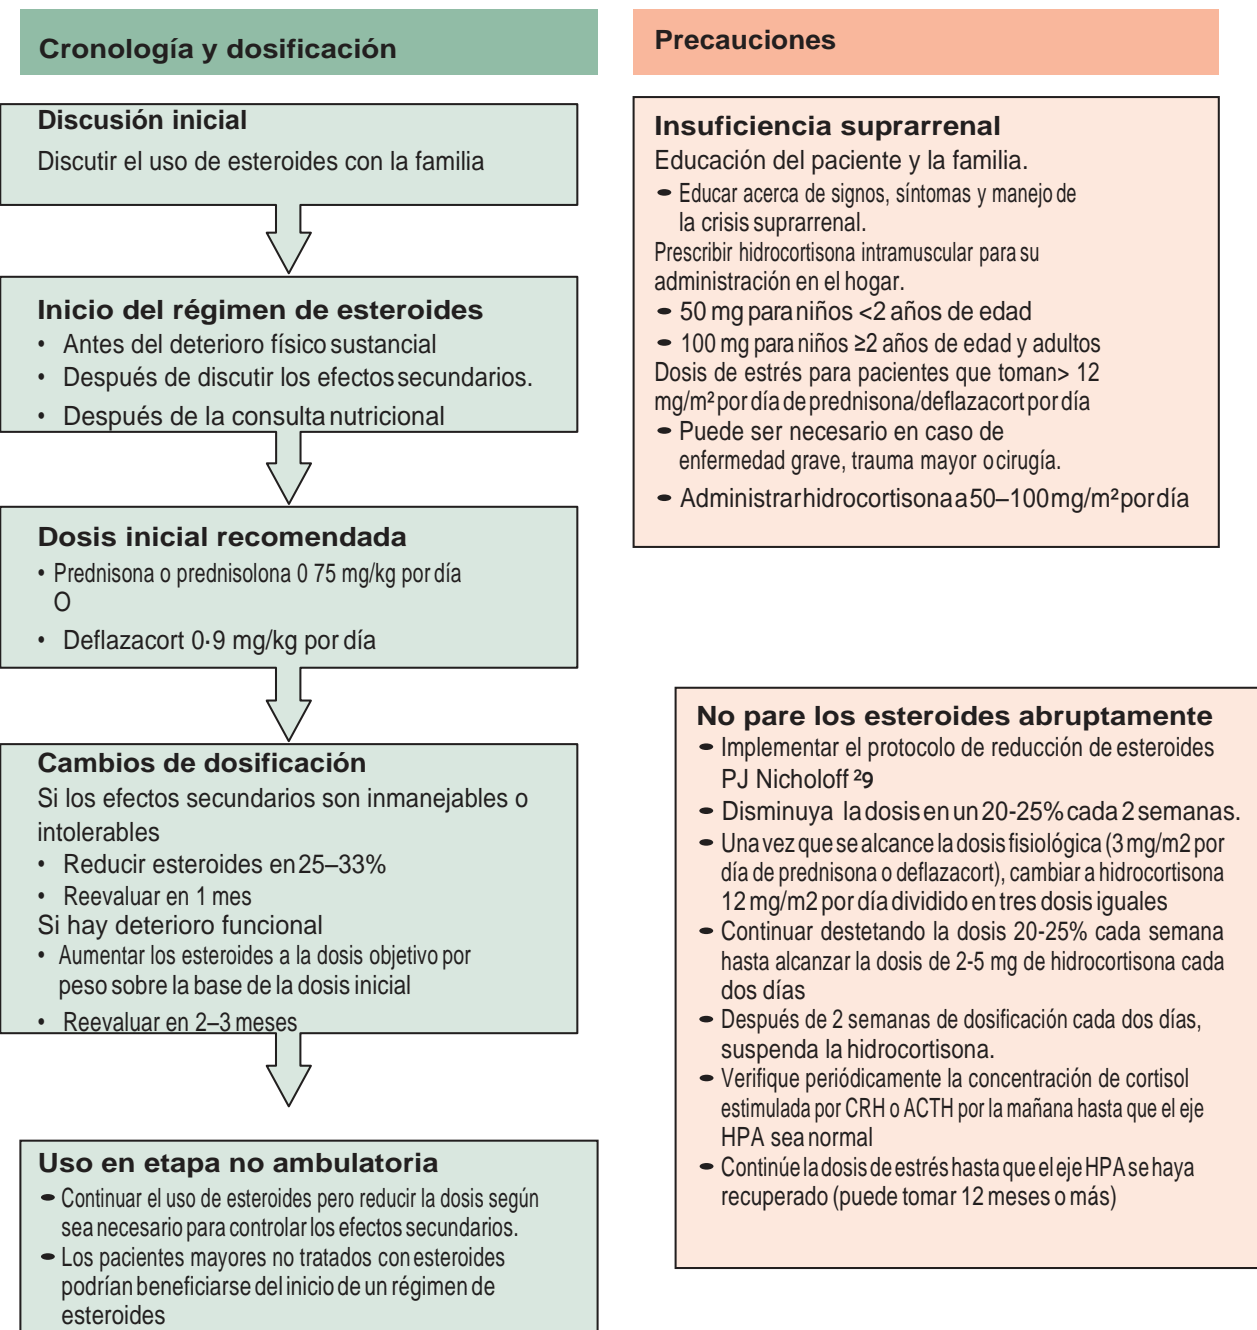 Cronología y dosificación
Discusión inicial
Discutir el uso de esteroides con la familia
Inicio del régimen de esteroides
• Antes del deterioro físico sustancial
• Después de discutir los efectos secundarios.
• Después de la consulta nutricional
Dosis inicial recomendada
• Prednisona o prednisolona 0 75 mg/kg por día
O
• Deflazacort 0·9 mg/kg por día
Cambios de dosificación
Si los efectos secundarios son inmanejables o
intolerables
• Reducir esteroides en 25–33%
• Reevaluar en 1 mes
Si hay deterioro funcional
• Aumentar los esteroides a la dosis objetivo por
peso sobre la base de la dosis inicial
• Reevaluar en 2–3 meses
Uso en etapa no ambulatoria
• Continuar el uso de esteroides pero reducir la dosis según
sea necesario para controlar los efectos secundarios.
• Los pacientes mayores no tratados con esteroides
podrían beneficiarse del inicio de un régimen de
esteroides
Precauciones
Insuficiencia suprarrenal
Educación del paciente y la familia.
• Educar acerca de signos, síntomas y manejo de
la crisis suprarrenal.
Prescribir hidrocortisona intramuscular para su
administración en el hogar.
• 50 mg para niños <2 años de edad
• 100 mg para niños ≥2 años de edad y adultos
Dosis de estrés para pacientes que toman> 12
mg/m² por día de prednisona/deflazacort por día
• Puede ser necesario en caso de
enfermedad grave, trauma mayor o cirugía.
• Administrar hidrocortisona a 50–100 mg/m² por día
No pare los esteroides abruptamente
• Implementar el protocolo de reducción de esteroides
PJ Nicholoff ²9
• Disminuya la dosis en un 20-25% cada 2 semanas.
• Una vez que se alcance la dosis fisiológica (3 mg/m2 por
día de prednisona o deflazacort), cambiar a hidrocortisona
12 mg/m2 por día dividido en tres dosis iguales
• Continuar destetando la dosis 20-25% cada semana
hasta alcanzar la dosis de 2-5 mg de hidrocortisona cada
dos días
• Después de 2 semanas de dosificación cada dos días,
suspenda la hidrocortisona.
• Verifique periódicamente la concentración de cortisol
estimulada por CRH o ACTH por la mañana hasta que el eje
HPA sea normal
• Continúe la dosis de estrés hasta que el eje HPA se haya
recuperado (puede tomar 12 meses o más)